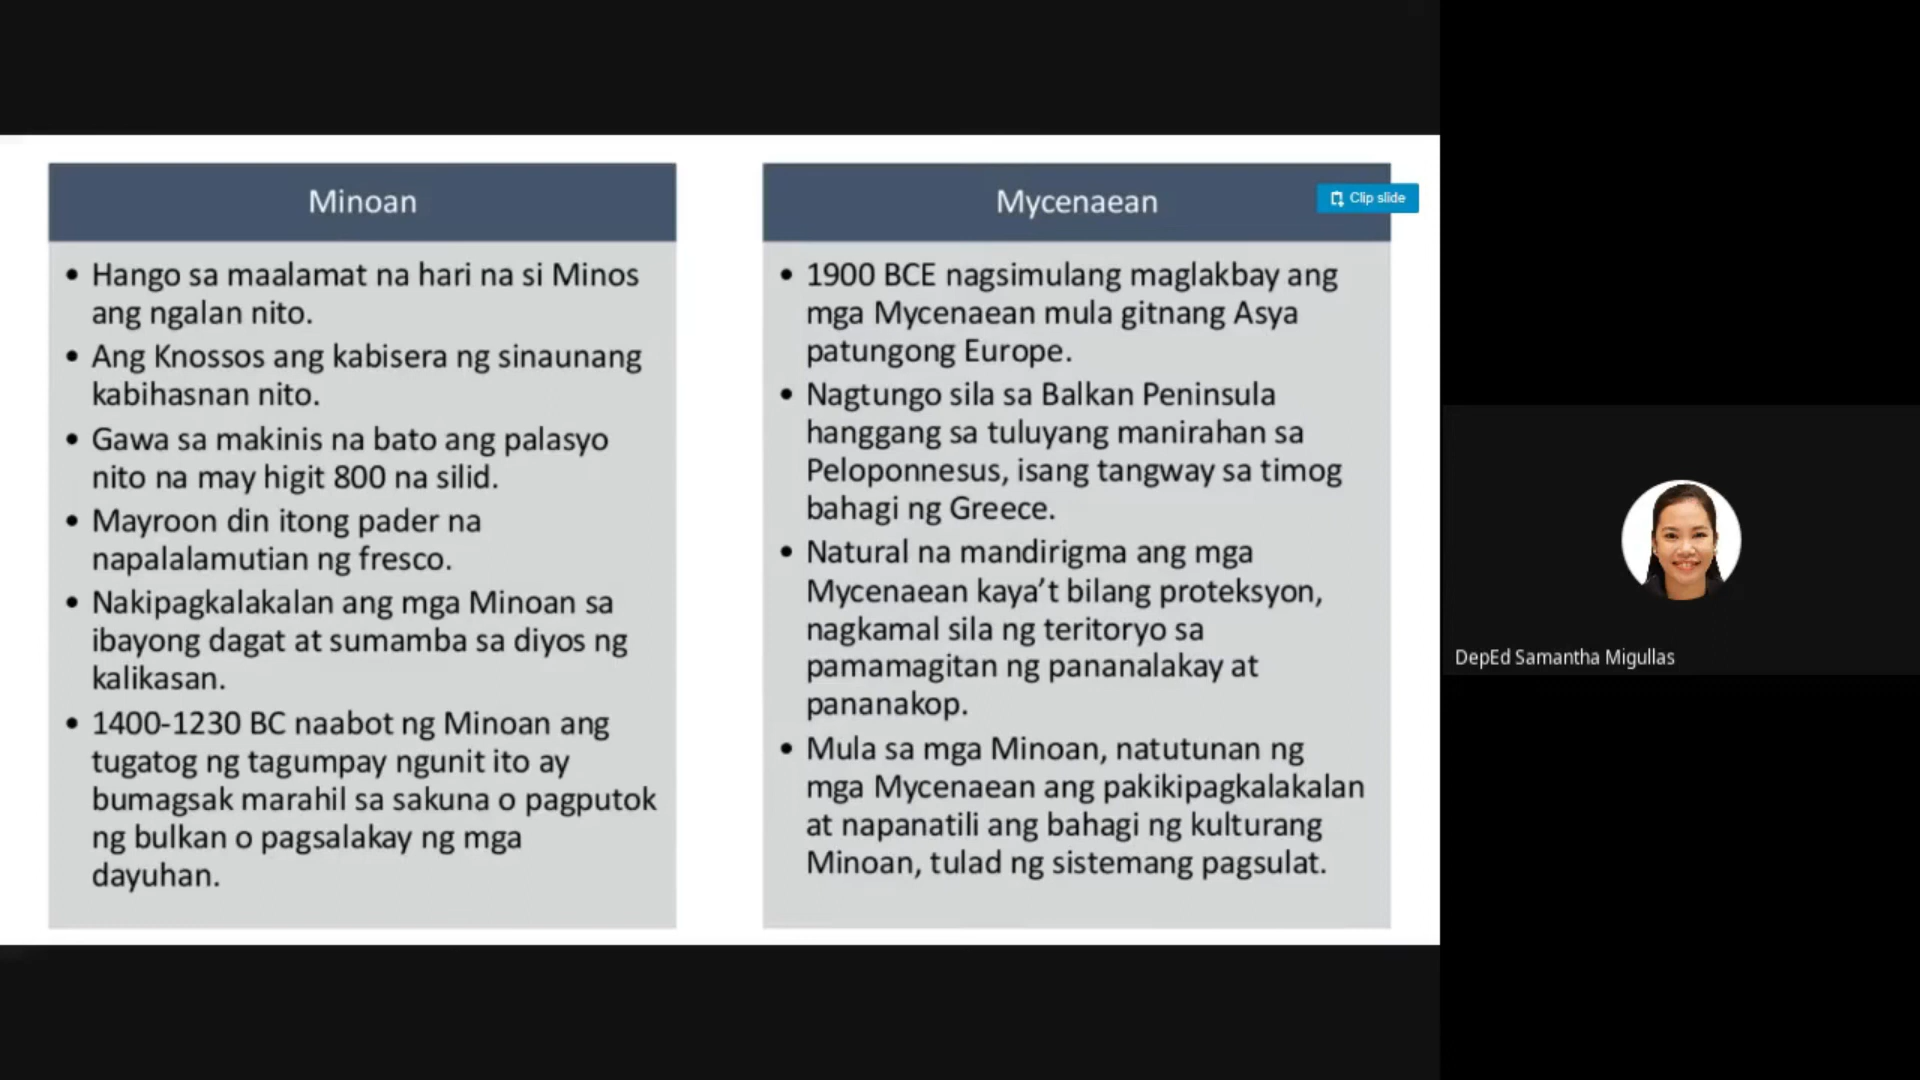 Minoan
• Hango sa maalamat na hari na si Minos
ang ngalan nito.
• Ang Knossos ang kabisera ng sinaunang
kabihasnan nito.
• Gawa sa makinis na bato ang palasyo
nito na may higit 800 na silid.
• Mayroon din itong pader na
napalalamutian ng fresco.
• Nakipagkalakalan ang mga Minoan sa
ibayong dagat at sumamba sa diyos ng
kalikasan.
• 1400-1230 BC naabot ng Minoan ang
tugatog ng tagumpay ngunit ito ay
bumagsak marahil sa sakuna o pagputok
ng bulkan o pagsalakay ng mga
dayuhan.
Mycenaean
Clip slide
• 1900 BCE nagsimulang maglakbay ang
mga Mycenaean mula gitnang Asya
patungong Europe.
• Nagtungo sila sa Balkan Peninsula
hanggang sa tuluyang manirahan sa
Peloponnesus, isang tangway sa timog
bahagi ng Greece.
• Natural na mandirigma ang mga
Mycenaean kaya’t bilang proteksyon,
nagkamal sila ng teritoryo sa
pamamagitan ng pananalakay at
pananakop.
• Mula sa mga Minoan, natutunan ng
mga Mycenaean ang pakikipagkalakalan
at napanatili ang bahagi ng kulturang
Minoan, tulad ng sistemang pagsulat.
DepEd Samantha Migullas